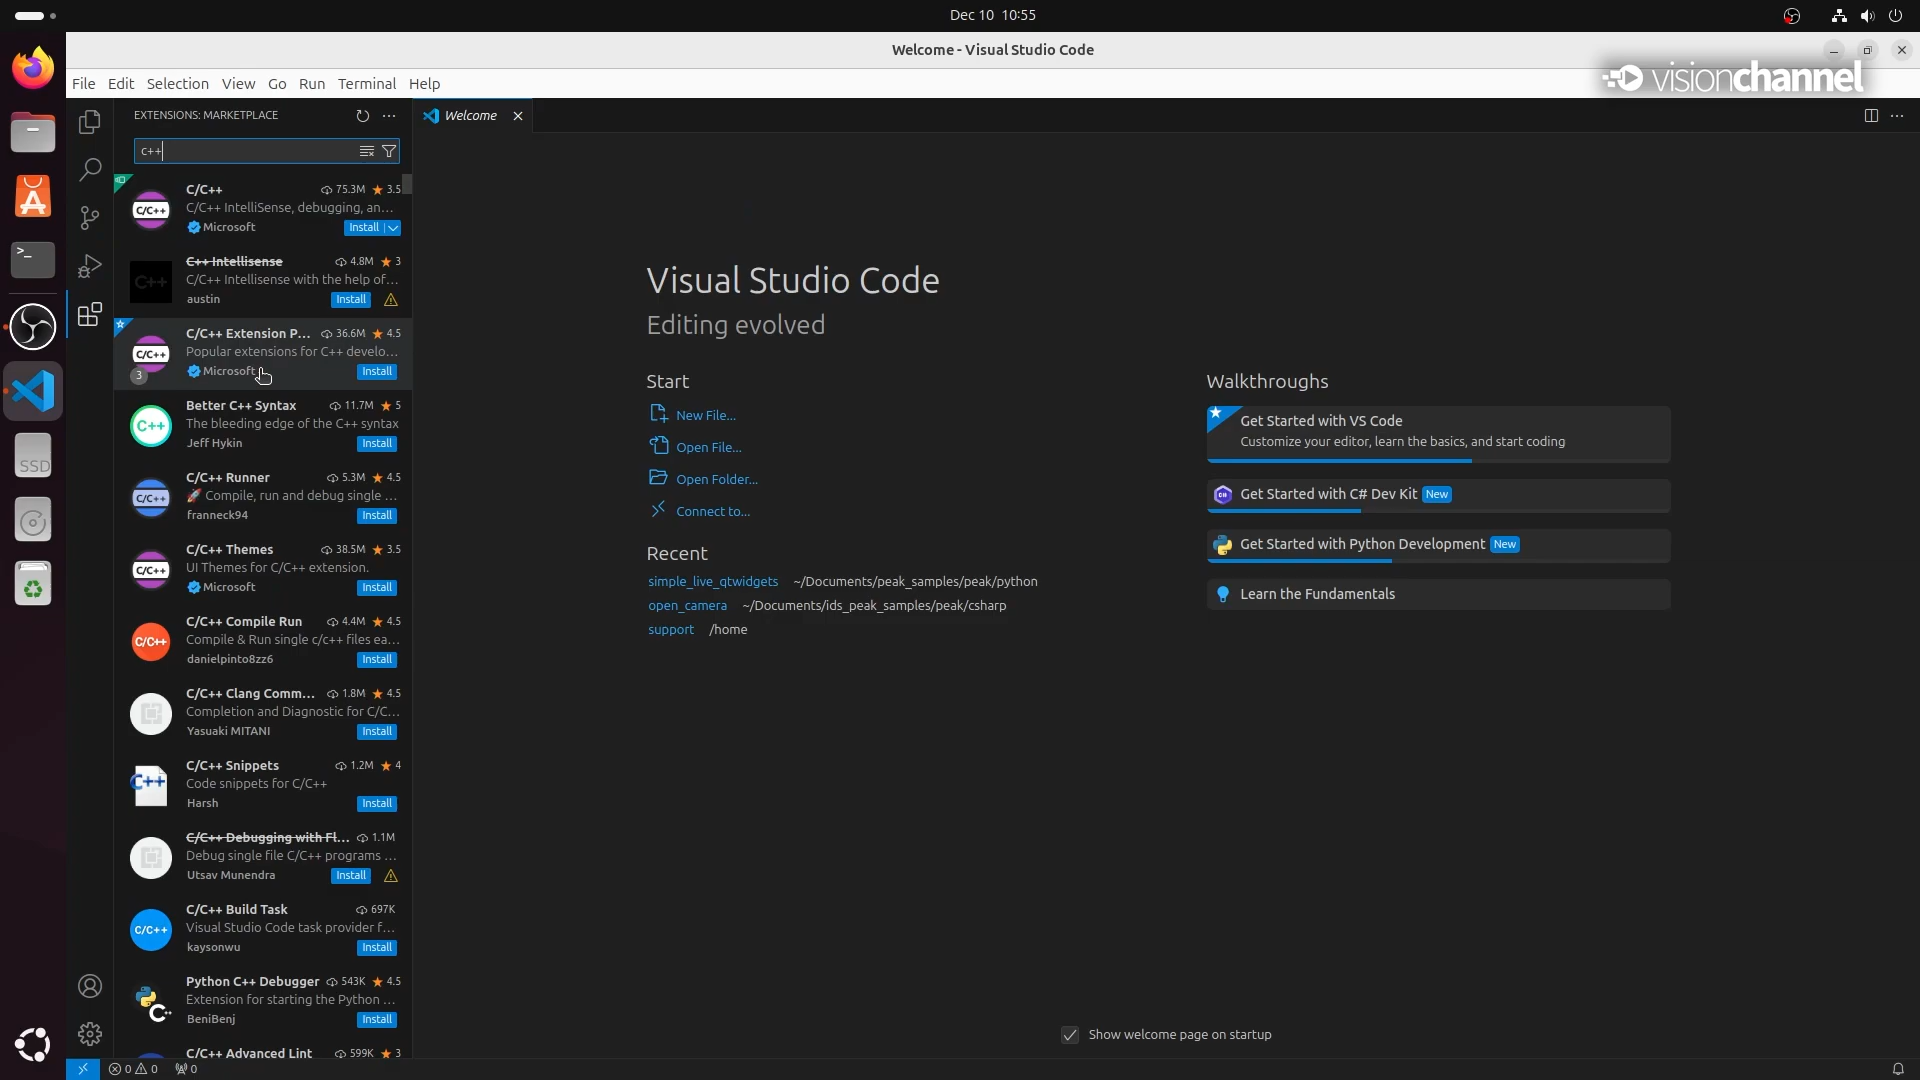 Dec 10 10:55
Welcome - Visual Studio Code
visionchannel
File Edit Selection View Go Run Terminal Help
EXTENSIONS: MARKETPLACE
Welcome
c++
C/C++ 75.3M 3.5
C/C++ IntelliSense, debugging, an...
Microsoft Install
C++ Intellisense 4.8M 3
C/C++ Intellisense with the help of...
austin Install
C/C++ Extension P... 36.6M 4.5
Popular extensions for C++ develo...
3 Microsoft Install
Better C++ Syntax 11.7M 5
The bleeding edge of the C++ syntax
Jeff Hykin Install
C/C++ Runner 5.3M 4.5
🚀 Compile, run and debug single ...
franneck94 Install
C/C++ Themes 38.5M 3.5
UI Themes for C/C++ extension.
Microsoft Install
C/C++ Compile Run 4.4M 4.5
Compile & Run single c/c++ files ea...
danielpinto8zz6 Install
C/C++ Clang Comm... 1.8M 4.5
Completion and Diagnostic for C/C...
Yasuaki MITANI Install
C/C++ Snippets 1.2M 4
Code snippets for C/C++
Harsh Install
C/C++ Debugging with Fl... 1.1M
Debug single file C/C++ programs ...
Utsav Munendra Install
C/C++ Build Task 697K
Visual Studio Code task provider f...
kaysonwu Install
Python C++ Debugger 543K 4.5
Extension for starting the Python ...
BeniBenj Install
C/C++ Advanced Lint 599K 3
C/C++
C++
C/C++
C++
C/C++
C/C++
C/C++
C++
C/C++
SSD
Visual Studio Code
Editing evolved
Start
New File...
Open File...
Open Folder...
Connect to...
Recent
simple_live_qtwidgets ~/Documents/peak_samples/peak/python
open_camera ~/Documents/ids_peak_samples/peak/csharp
support /home
Walkthroughs
Get Started with VS Code
Customize your editor, learn the basics, and start coding
Get Started with C# Dev Kit New
Get Started with Python Development New
Learn the Fundamentals
Show welcome page on startup
0 0 0